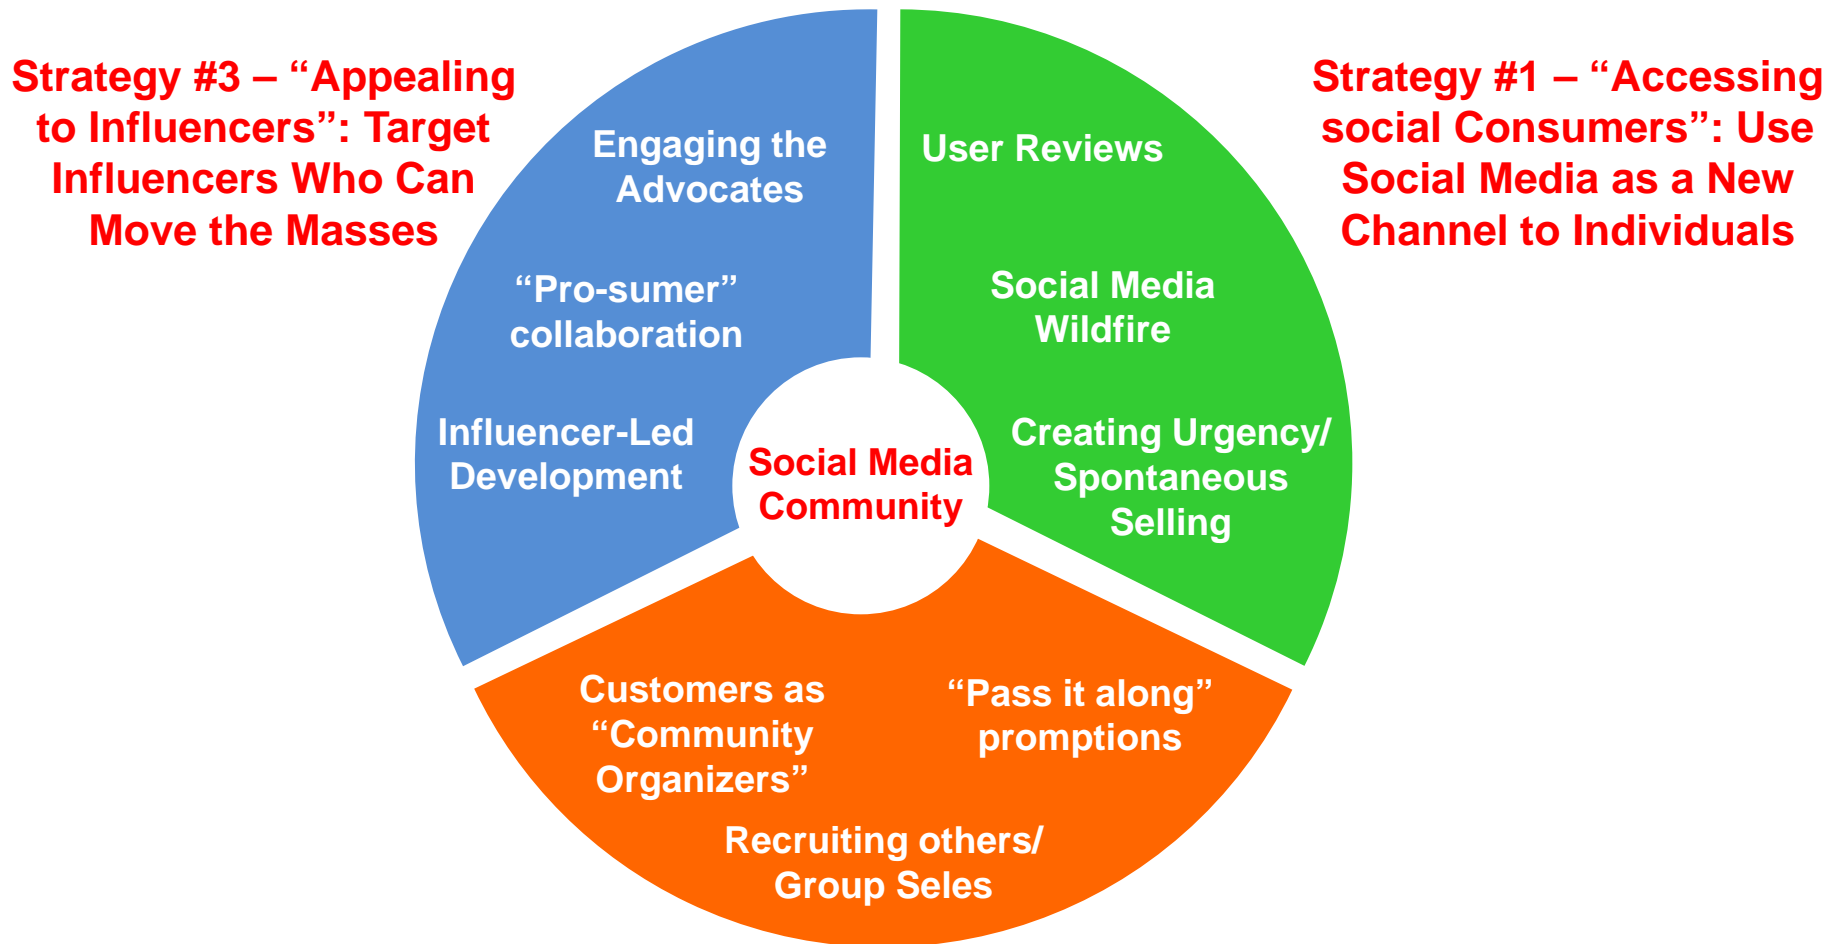 Strategy #3 – “Appealing
to Influencers”: Target
Influencers Who Can
Move the Masses
Strategy #1 – “Accessing
social Consumers”: Use
Social Media as a New
Channel to Individuals
Engaging the
Advocates
“Pro-sumer”
collaboration
Influencer-Led
Development
User Reviews
Social Media
Wildfire
Creating Urgency/
Spontaneous
Selling
Social Media
Community
Customers as
“Community
Organizers”
“Pass it along”
promptions
Recruiting others/
Group Seles